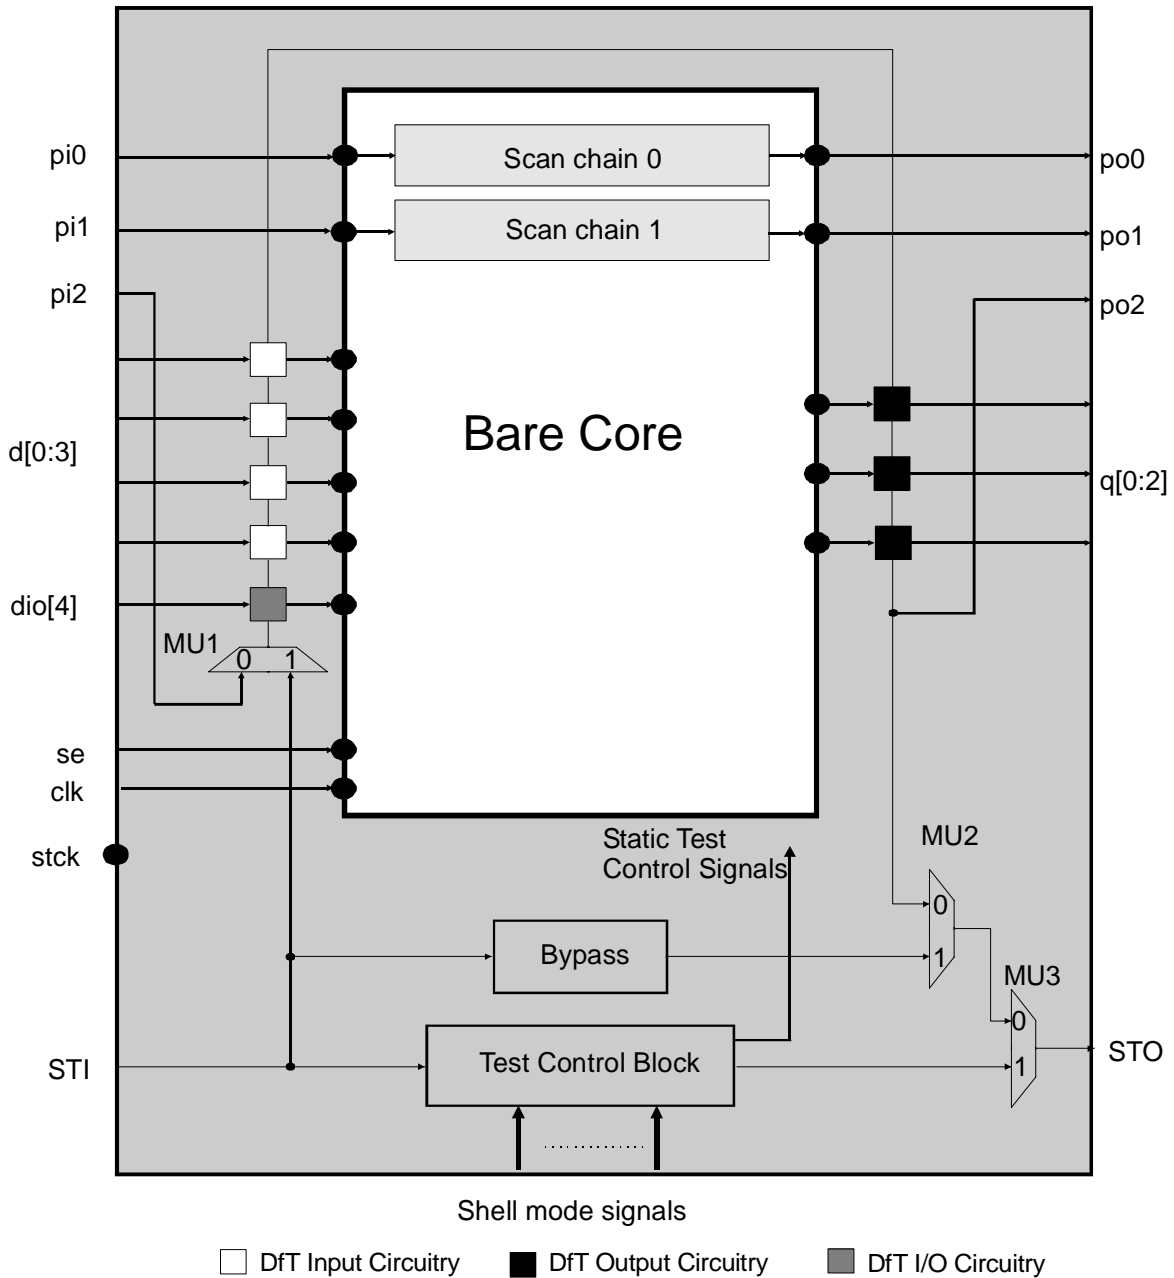 pi0
Scan chain 0
po0
pi1
Scan chain 1
po1
pi2
po2
Bare Core
d[0:3]
q[0:2]
dio[4]
MU1
0 1
se
clk
stck
Static Test
Control Signals
MU2
0
Bypass
1
MU3
0
STI
Test Control Block
1
STO
Shell mode signals
DfT Input Circuitry
DfT Output Circuitry
DfT I/O Circuitry